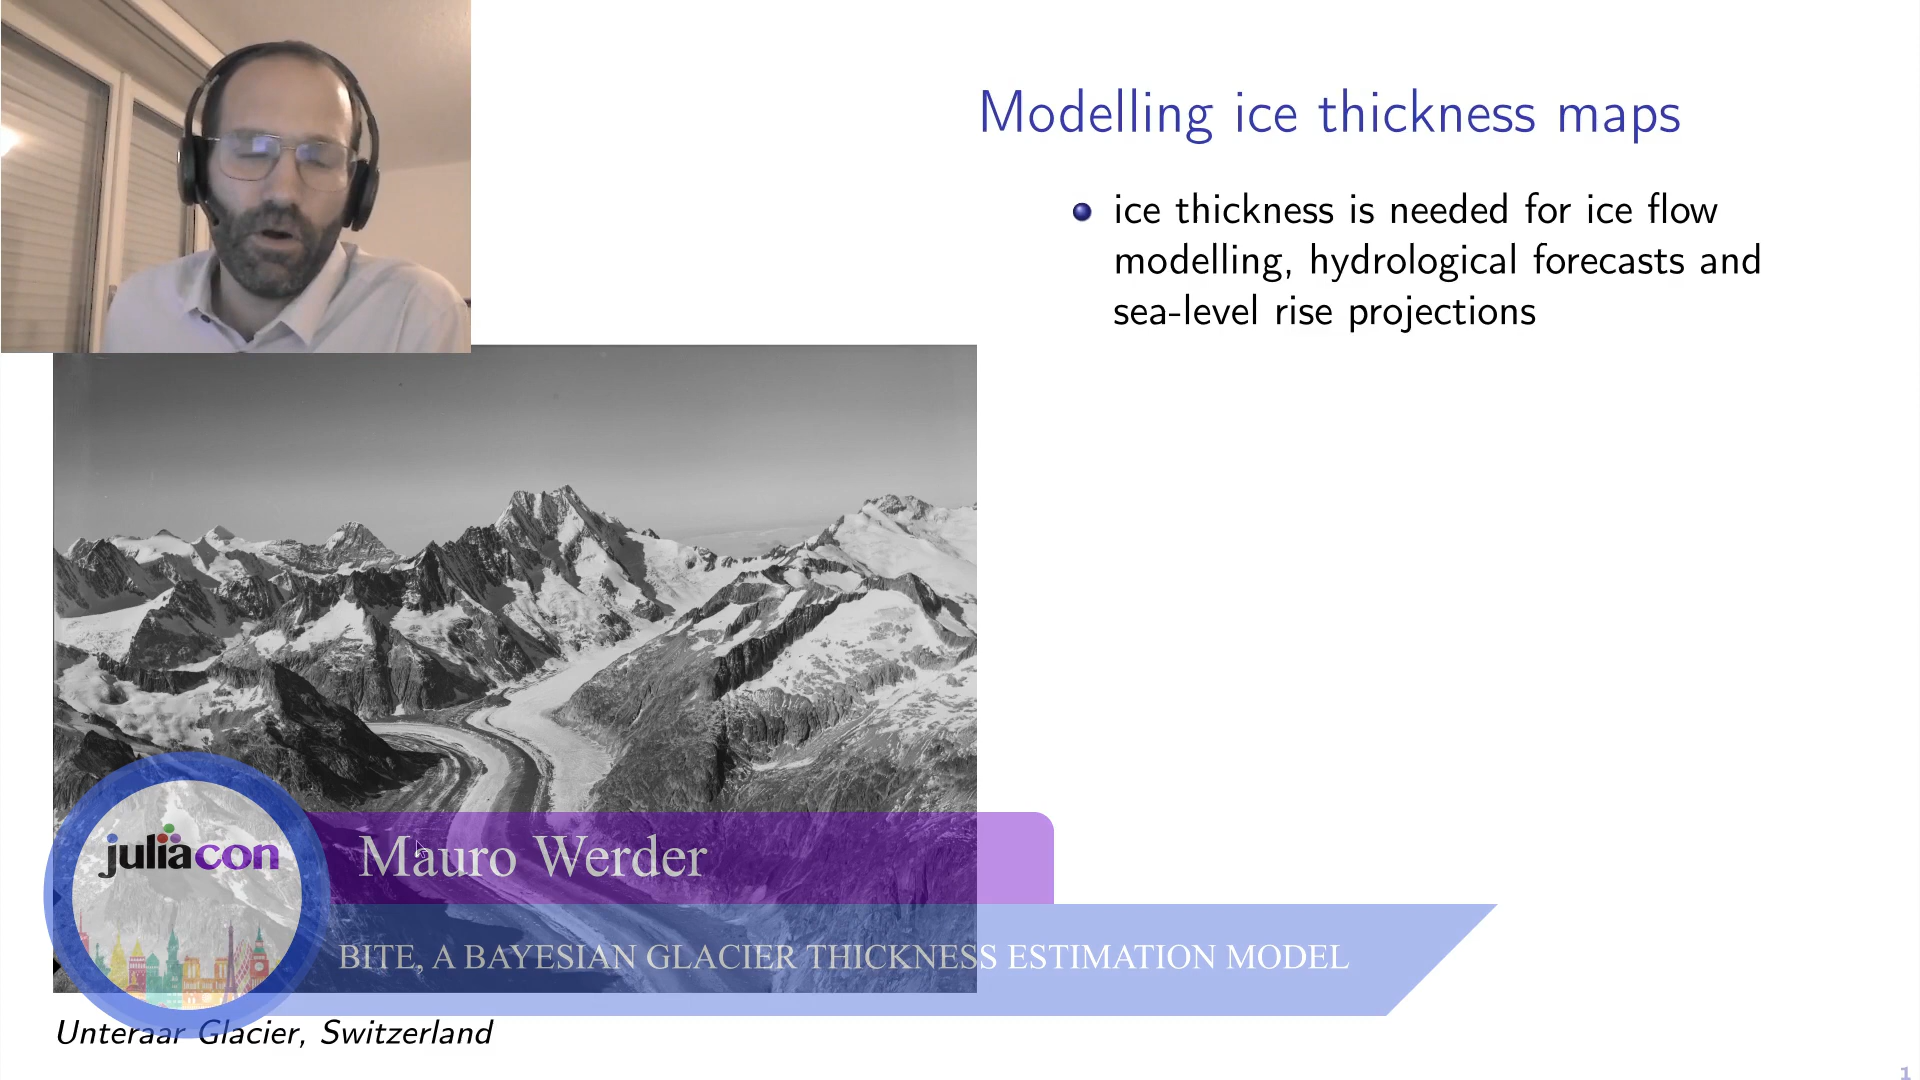 Modelling ice thickness maps
ice thickness is needed for ice flow
modelling, hydrological forecasts and
sea-level rise projections
juliacon
Mauro Werder
BITE, A BAYESIAN GLACIER THICKNESS ESTIMATION MODEL
Unteraar Glacier, Switzerland
1